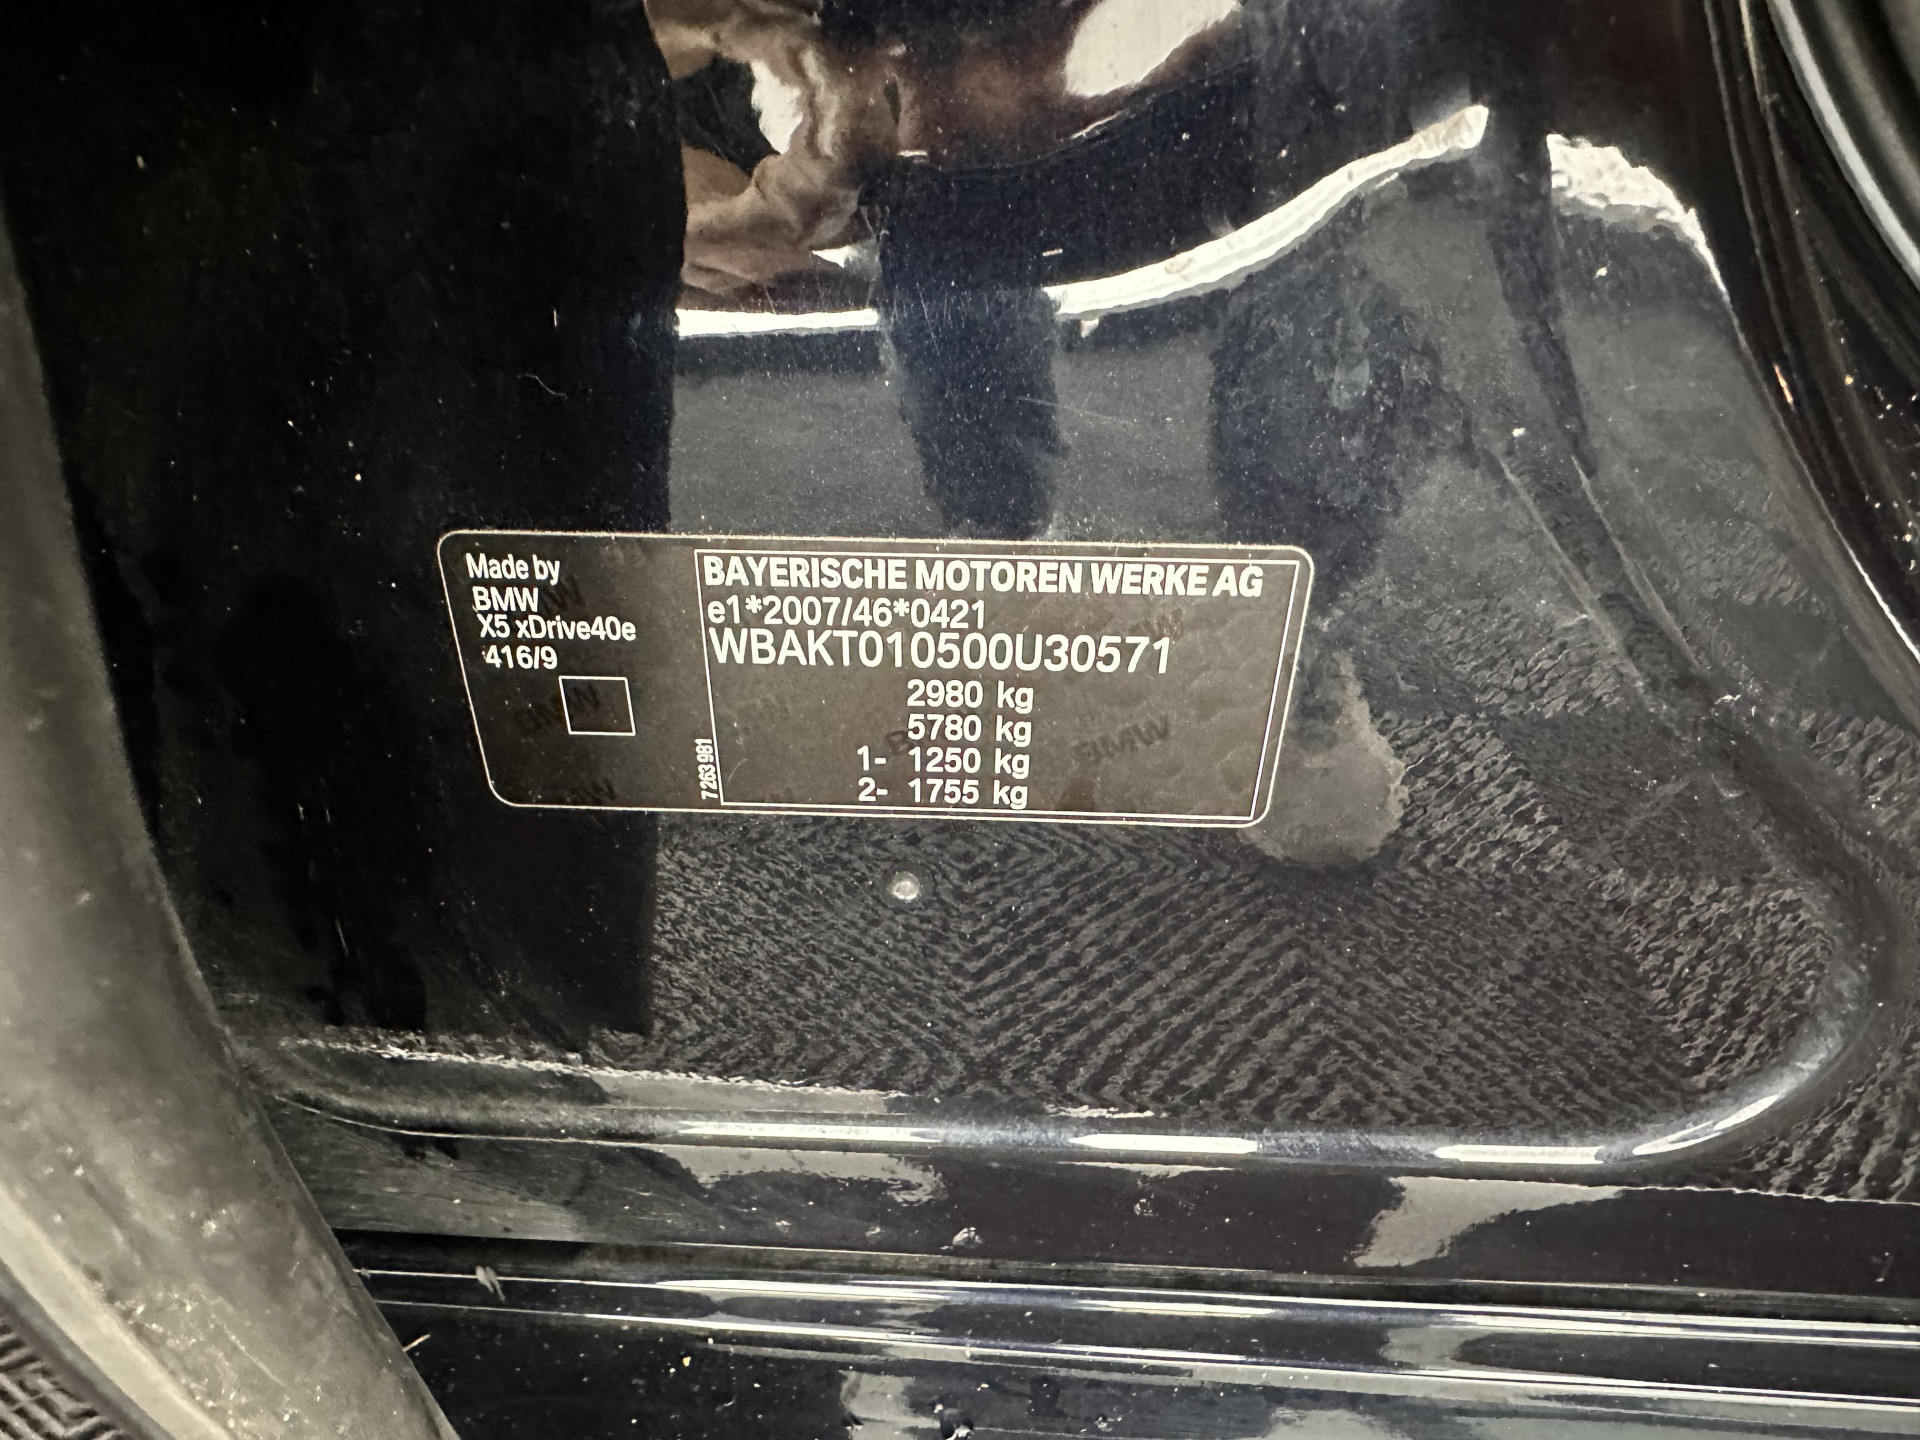 Made by
BMW
X5 xDrive40e
416/9
BAYERISCHE MOTOREN WERKE AG
e1*2007/46*0421
WBAKT010500U30571
2980 kg
5780 kg
1- 1250 kg
2- 1755 kg
7263981
BMW